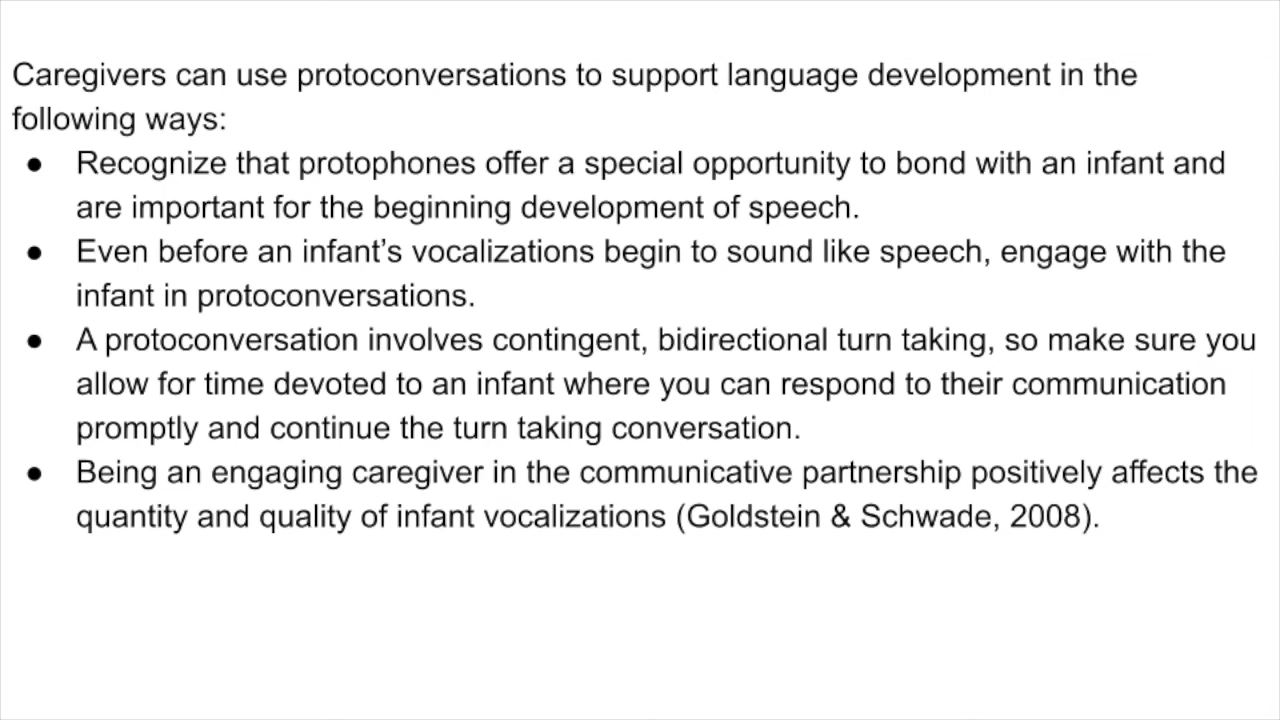 Caregivers can use protoconversations to support language development in the
following ways:
● Recognize that protophones offer a special opportunity to bond with an infant and
are important for the beginning development of speech.
● Even before an infant’s vocalizations begin to sound like speech, engage with the
infant in protoconversations.
● A protoconversation involves contingent, bidirectional turn taking, so make sure you
allow for time devoted to an infant where you can respond to their communication
promptly and continue the turn taking conversation.
● Being an engaging caregiver in the communicative partnership positively affects the
quantity and quality of infant vocalizations (Goldstein & Schwade, 2008).